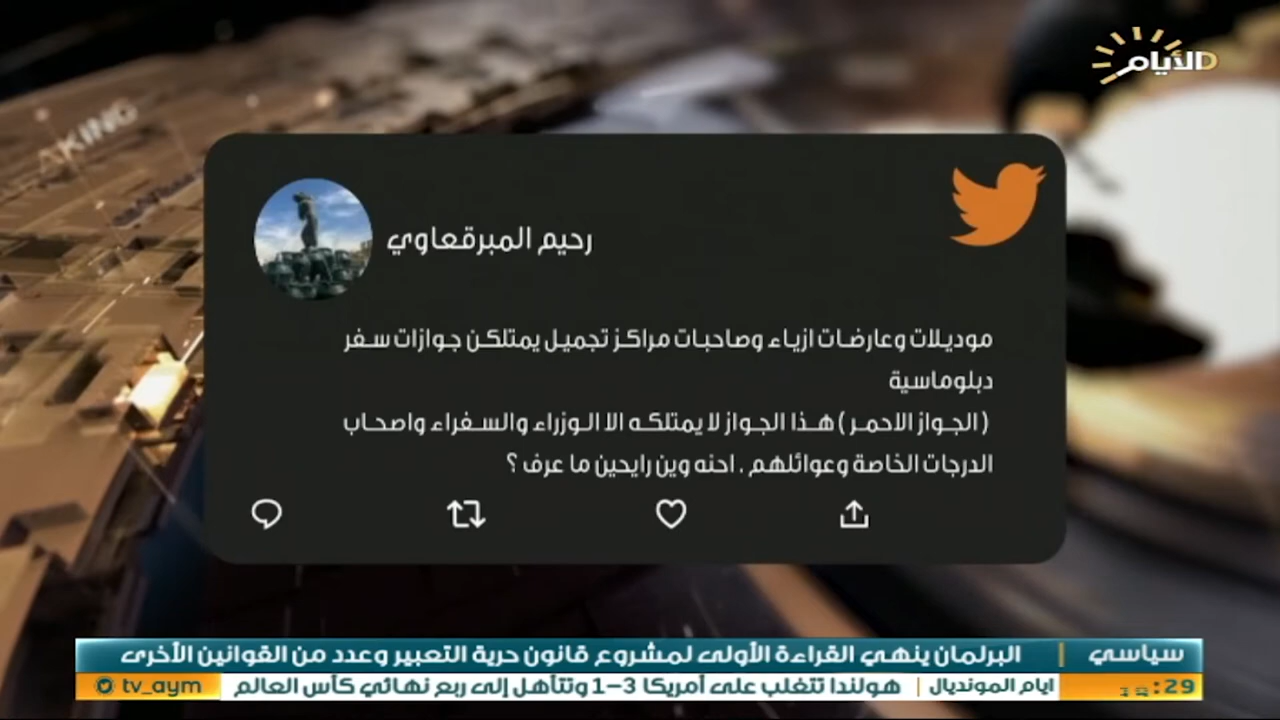 الأيام
AKING
رحيم المبرقعاوي
موديلات وعارضات ازياء وصاحبات مراكز تجميل يمتلكن جوازات سفر
دبلوماسية
( الجواز الاحمر ) هذا الجواز لا يمتلكه الا الوزراء والسفراء واصحاب
الدرجات الخاصة وعوائلهم . احنه وين رايحين ما عرف ؟
سياسي | البرلمان ينهي القراءة الأولى لمشروع قانون حرية التعبير وعدد من القوانين الأخرى
:29 ايام المونديال | هولندا تتغلب على أمريكا 3-1 وتتأهل إلى ربع نهائي كأس العالم tv_aym